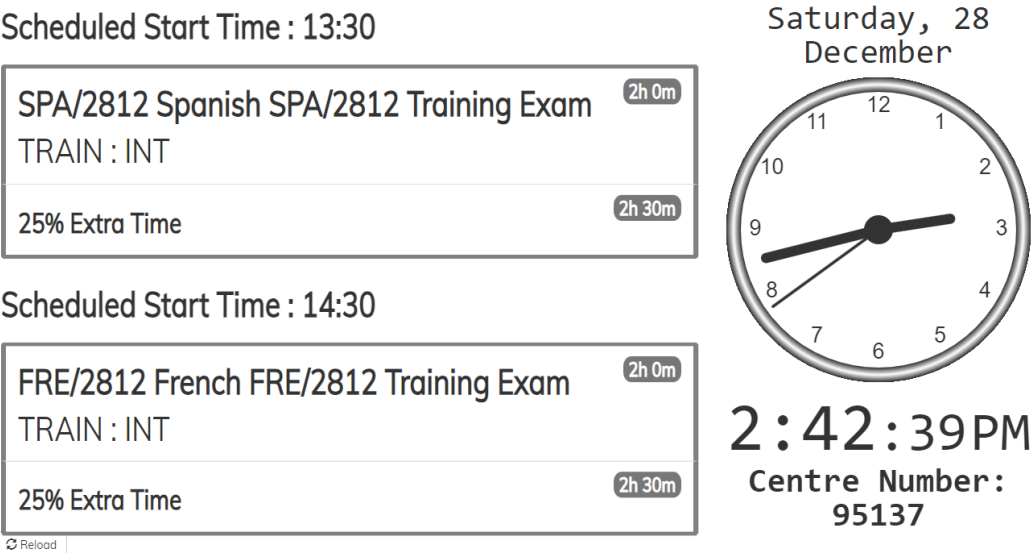 Scheduled Start Time : 13:30
SPA/2812 Spanish SPA/2812 Training Exam 2h 0m
TRAIN : INT
25% Extra Time 2h 30m
Scheduled Start Time : 14:30
FRE/2812 French FRE/2812 Training Exam 2h 0m
TRAIN : INT
25% Extra Time 2h 30m
Reload
Saturday, 28
December
12
1
2
3
4
5
6
7
8
9
10
11
2:42:39PM
Centre Number:
95137